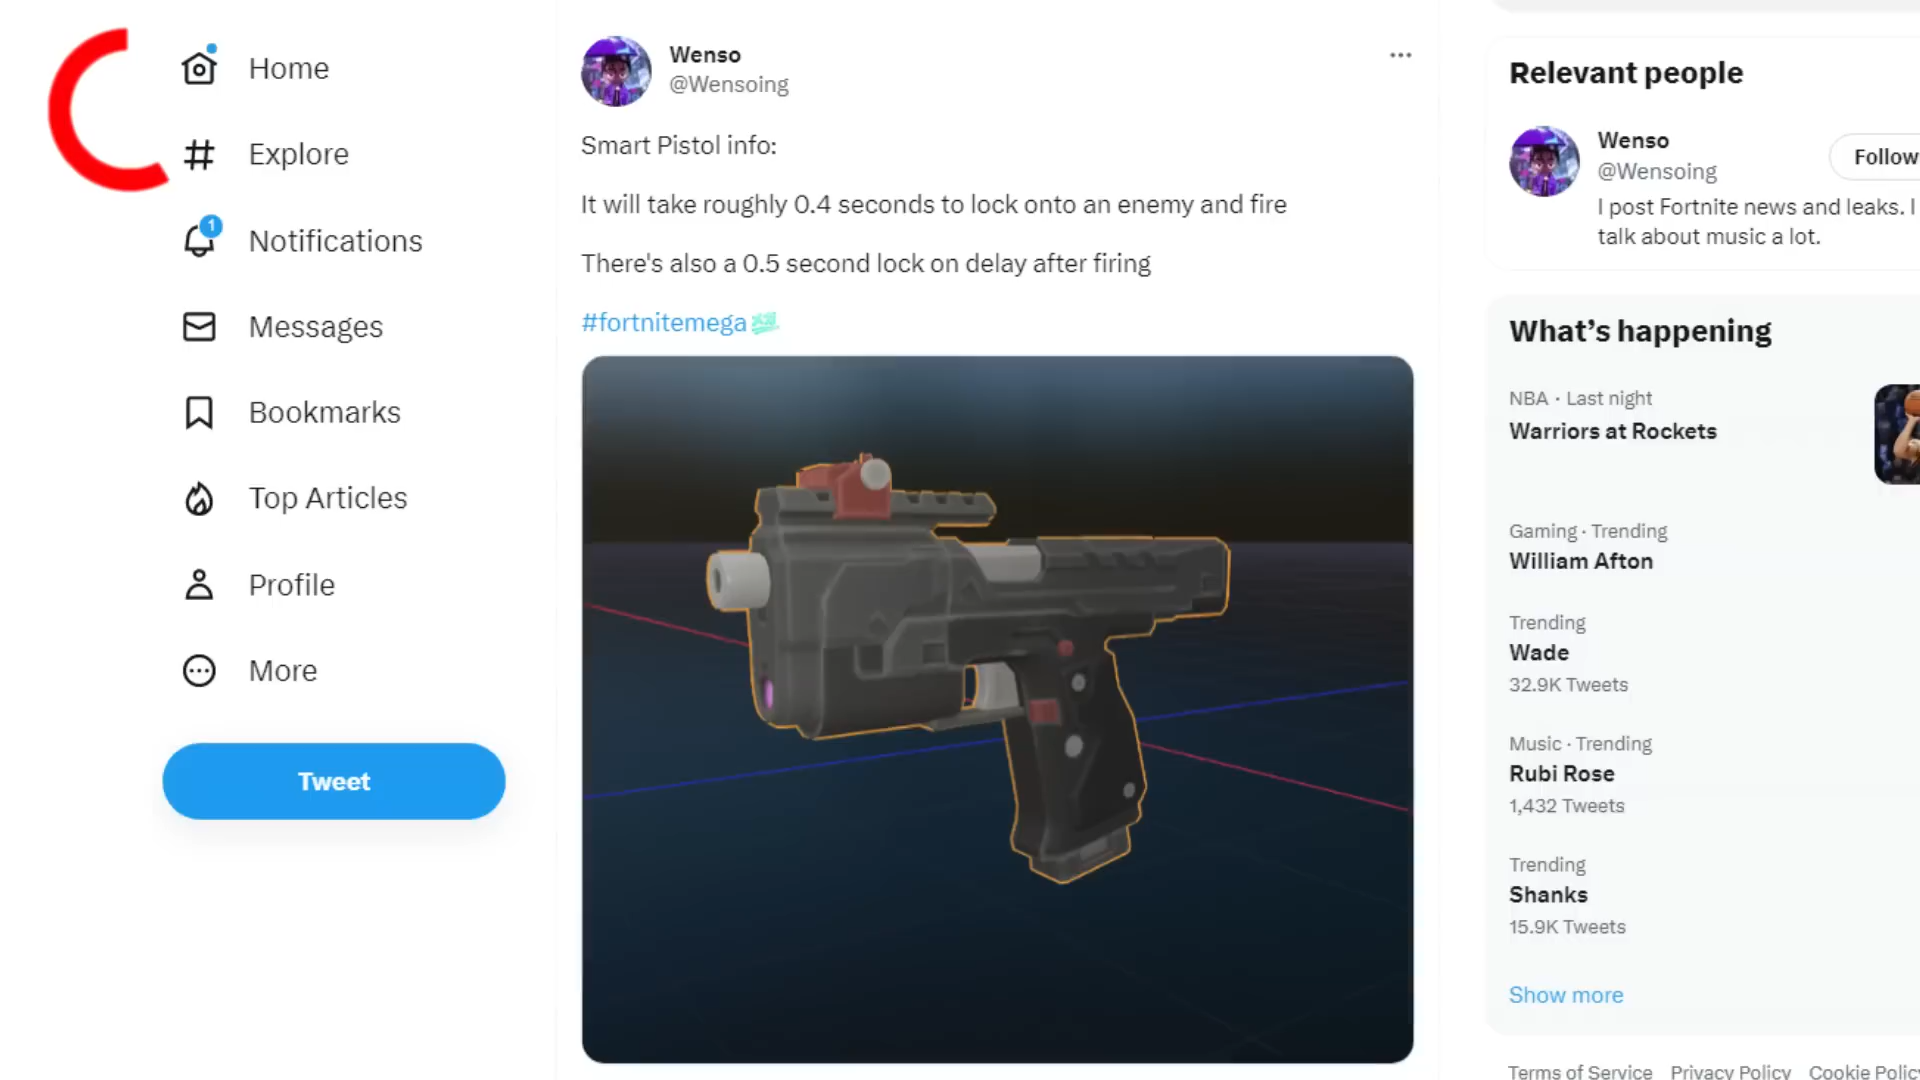 Home
Explore
1
Notifications
Messages
Bookmarks
Top Articles
Profile
More
Tweet
Wenso
@Wensoing
Smart Pistol info:
It will take roughly 0.4 seconds to lock onto an enemy and fire
There's also a 0.5 second lock on delay after firing
#fortnitemega
Relevant people
Wenso
@Wensoing
Follow
I post Fortnite news and leaks. I
talk about music a lot.
What’s happening
NBA · Last night
Warriors at Rockets
Gaming · Trending
William Afton
Trending
Wade
32.9K Tweets
Music · Trending
Rubi Rose
1,432 Tweets
Trending
Shanks
15.9K Tweets
Show more
Terms of Service Privacy Policy Cookie Policy